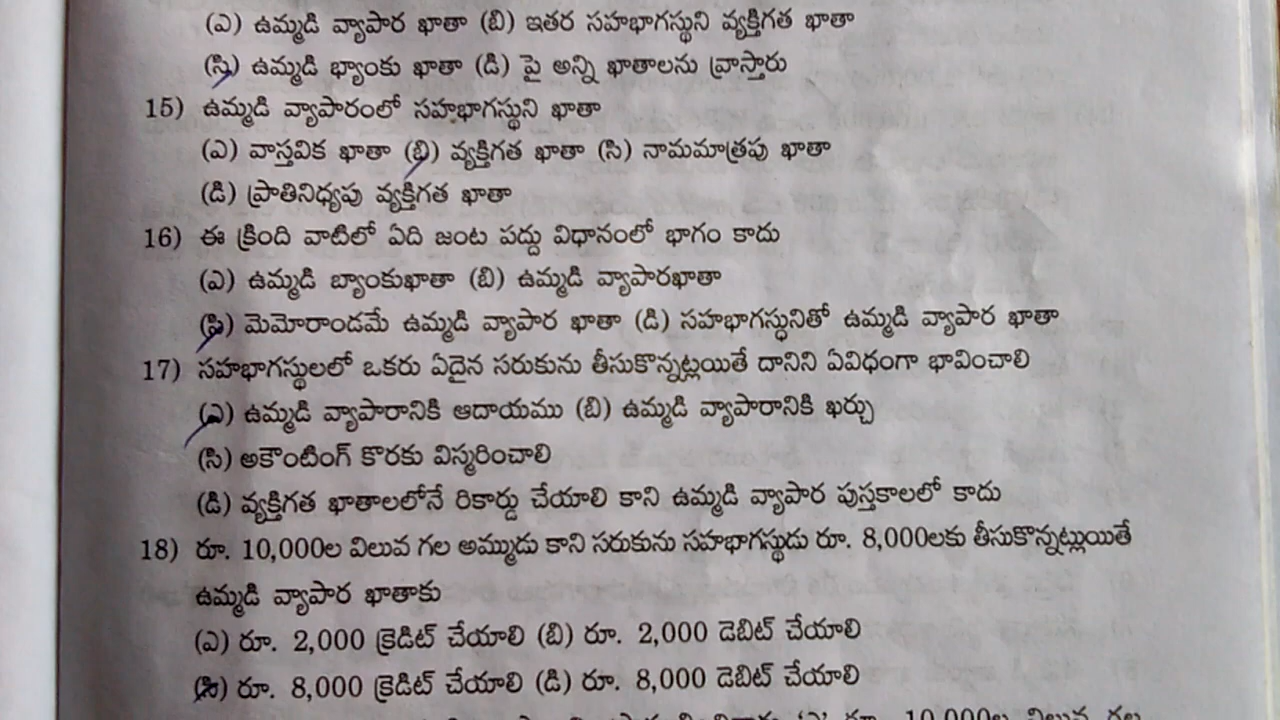 (ఎ) ఉమ్మడి వ్యాపార ఖాతా (బి) ఇతర సహభాగస్థుని వ్యక్తిగత ఖాతా
(సి) ఉమ్మడి భ్యాంకు ఖాతా (డి) పై అన్ని ఖాతాలను వ్రాస్తారు
15) ఉమ్మడి వ్యాపారంలో సహభాగస్థుని ఖాతా
(ఎ) వాస్తవిక ఖాతా (బి) వ్యక్తిగత ఖాతా (సి) నామమాత్రపు ఖాతా
(డి) ప్రాతినిధ్యపు వ్యక్తిగత ఖాతా
16) ఈ క్రింది వాటిలో ఏది జంట పద్దు విధానంలో భాగం కాదు
(ఎ) ఉమ్మడి బ్యాంకుఖాతా (బి) ఉమ్మడి వ్యాపారఖాతా
(సి) మెమోరాండమే ఉమ్మడి వ్యాపార ఖాతా (డి) సహభాగస్థునితో ఉమ్మడి వ్యాపార ఖాతా
17) సహభాగస్థులలో ఒకరు ఏదైన సరుకును తీసుకొన్నట్లయితే దానిని ఏవిధంగా భావించాలి
(ఎ) ఉమ్మడి వ్యాపారానికి ఆదాయము (బి) ఉమ్మడి వ్యాపారానికి ఖర్చు
(సి) అకౌంటింగ్ కొరకు విస్మరించాలి
(డి) వ్యక్తిగత ఖాతాలలోనే రికార్డు చేయాలి కాని ఉమ్మడి వ్యాపార పుస్తకాలలో కాదు
18) రూ. 10,000ల విలువ గల అమ్ముడు కాని సరుకును సహభాగస్థుడు రూ. 8,000లకు తీసుకొన్నట్లుయితే
ఉమ్మడి వ్యాపార ఖాతాకు
(ఎ) రూ. 2,000 క్రెడిట్ చేయాలి (బి) రూ. 2,000 డెబిట్ చేయాలి
(సి) రూ. 8,000 క్రెడిట్ చేయాలి (డి) రూ. 8,000 డెబిట్ చేయాలి
'ఎ' రూ. 10,000ల విలువ గల